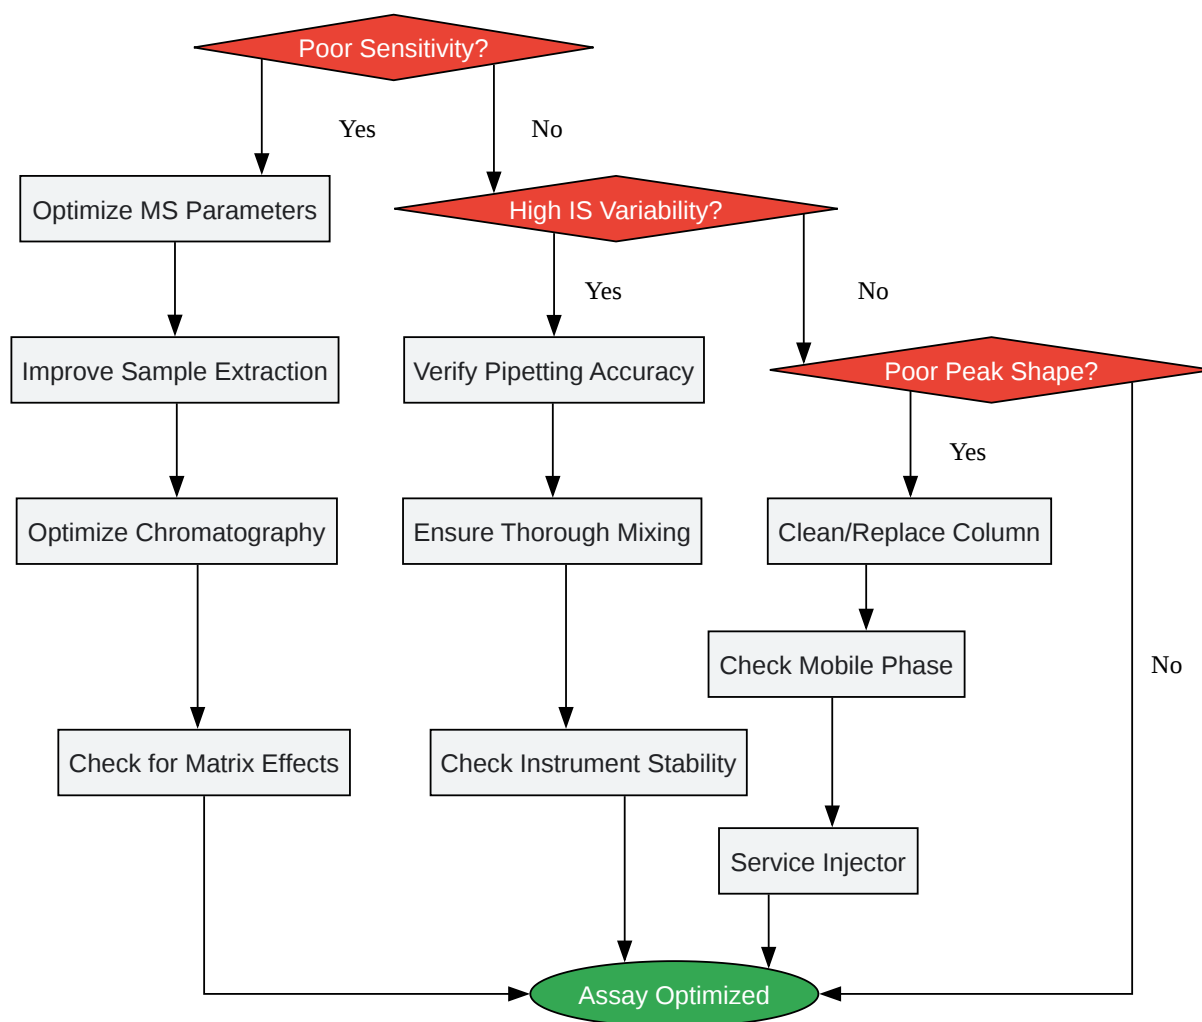 Poor Sensitivity?
Yes
No
Optimize MS Parameters
High IS Variability?
Yes
No
Improve Sample Extraction
Verify Pipetting Accuracy
Poor Peak Shape?
Yes
Optimize Chromatography
Ensure Thorough Mixing
Clean/Replace Column
Check Mobile Phase
No
Check for Matrix Effects
Check Instrument Stability
Service Injector
Assay Optimized